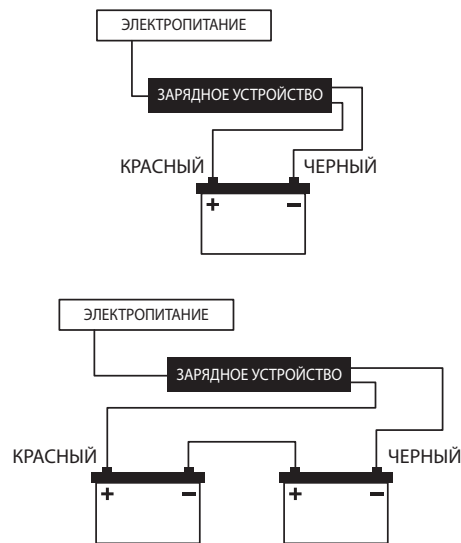 ЭЛЕКТРОПИТАНИЕ
ЗАРЯДНОЕ УСТРОЙСТВО
КРАСНЫЙ ЧЕРНЫЙ
+ −
ЭЛЕКТРОПИТАНИЕ
ЗАРЯДНОЕ УСТРОЙСТВО
КРАСНЫЙ ЧЕРНЫЙ
+ − + −